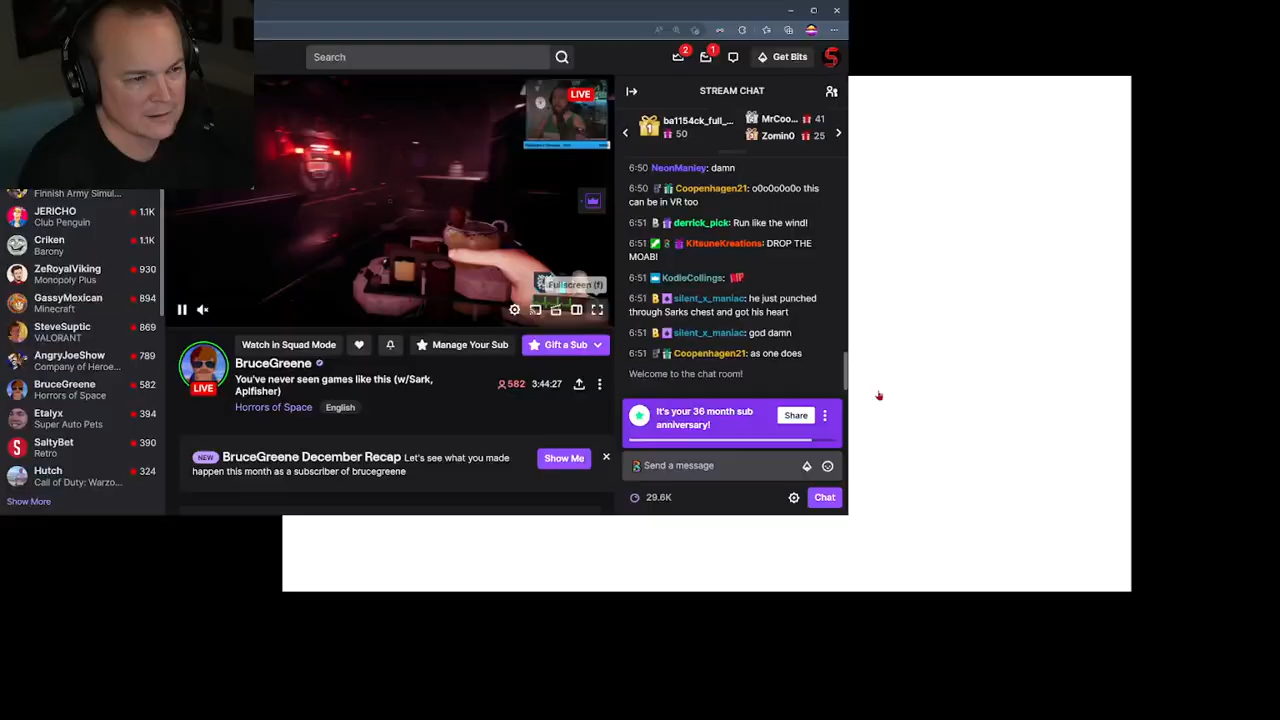 Search
2
1
Get Bits
LIVE
STREAM CHAT
1
ba1154ck_full_...
50
MrCoo...
41
Zomin0
25
Finnish Army Simul...
JERICHO
1.1K
Club Penguin
Criken
1.1K
Barony
ZeRoyalViking
930
Monopoly Plus
GassyMexican
894
Minecraft
SteveSuptic
869
VALORANT
AngryJoeShow
789
Company of Heroe...
BruceGreene
582
Horrors of Space
Etalyx
394
Super Auto Pets
SaltyBet
390
Retro
Hutch
324
Call of Duty: Warzo...
Show More
Fullscreen (f)
Watch in Squad Mode
Manage Your Sub
Gift a Sub
BruceGreene
You've never seen games like this (w/Sark,
Aplfisher)
582
3:44:27
LIVE
Horrors of Space
English
NEW BruceGreene December Recap Let's see what you made
happen this month as a subscriber of brucegreene
Show Me
6:50 NeonManley: damn
6:50 Coopenhagen21: o0o0o0o0o this
can be in VR too
6:51 derrick_pick: Run like the wind!
6:51 KitsuneKreations: DROP THE
MOAB!
6:51 KodieCollings:
6:51 silent_x_maniac: he just punched
through Sarks chest and got his heart
6:51 silent_x_maniac: god damn
6:51 Coopenhagen21: as one does
Welcome to the chat room!
It's your 36 month sub
anniversary!
Share
Send a message
29.6K
Chat